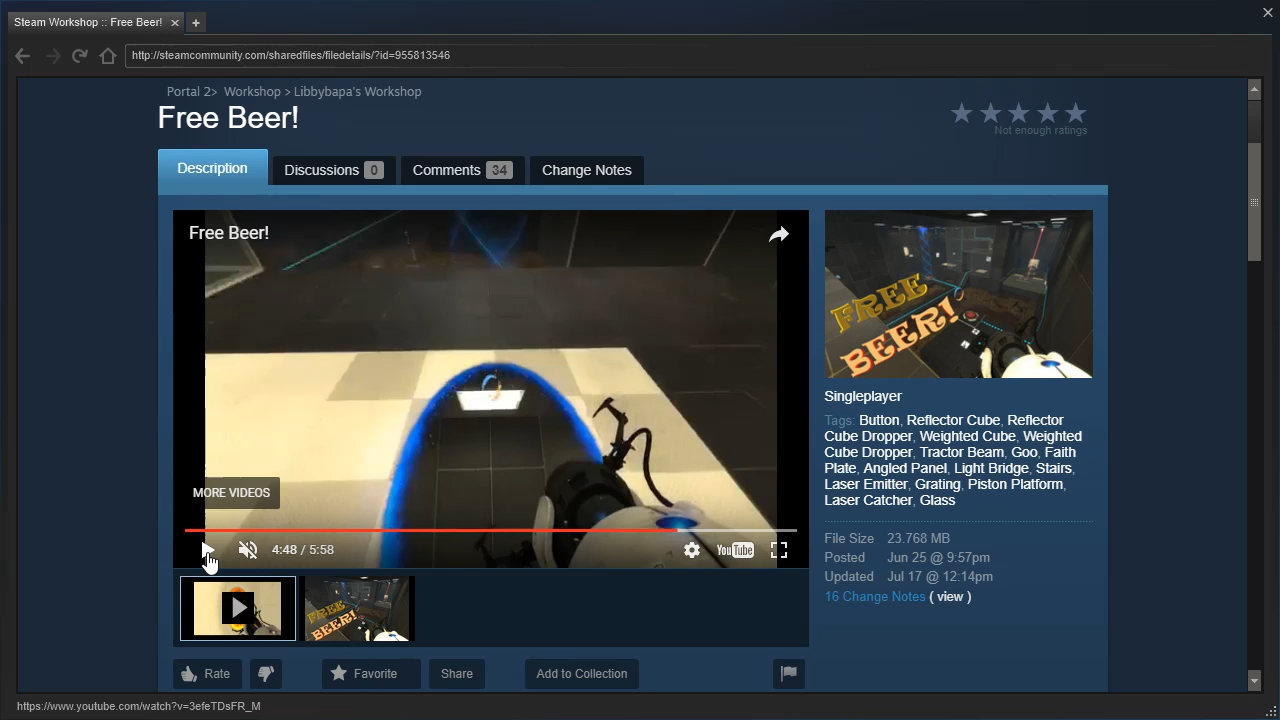 Steam Workshop :: Free Beer!
http://steamcommunity.com/sharedfiles/filedetails/?id=955813546
Portal 2> Workshop > Libbybapa's Workshop
Free Beer!
Not enough ratings
Description
Discussions 0
Comments 34
Change Notes
Free Beer!
MORE VIDEOS
4:48 / 5:58
YouTube
FREE
BEER!
Singleplayer
Tags: Button, Reflector Cube, Reflector
Cube Dropper, Weighted Cube, Weighted
Cube Dropper, Tractor Beam, Goo, Faith
Plate, Angled Panel, Light Bridge, Stairs,
Laser Emitter, Grating, Piston Platform,
Laser Catcher, Glass
File Size 23.768 MB
Posted Jun 25 @ 9:57pm
Updated Jul 17 @ 12:14pm
16 Change Notes ( view )
FREE
BEER!
Rate
Favorite
Share
Add to Collection
https://www.youtube.com/watch?v=3efeTDsFR_M